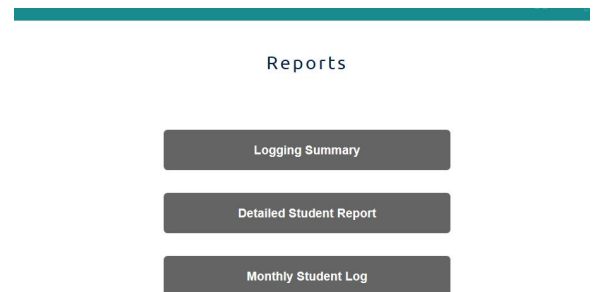 Reports
Logging Summary
Detailed Student Report
Monthly Student Log